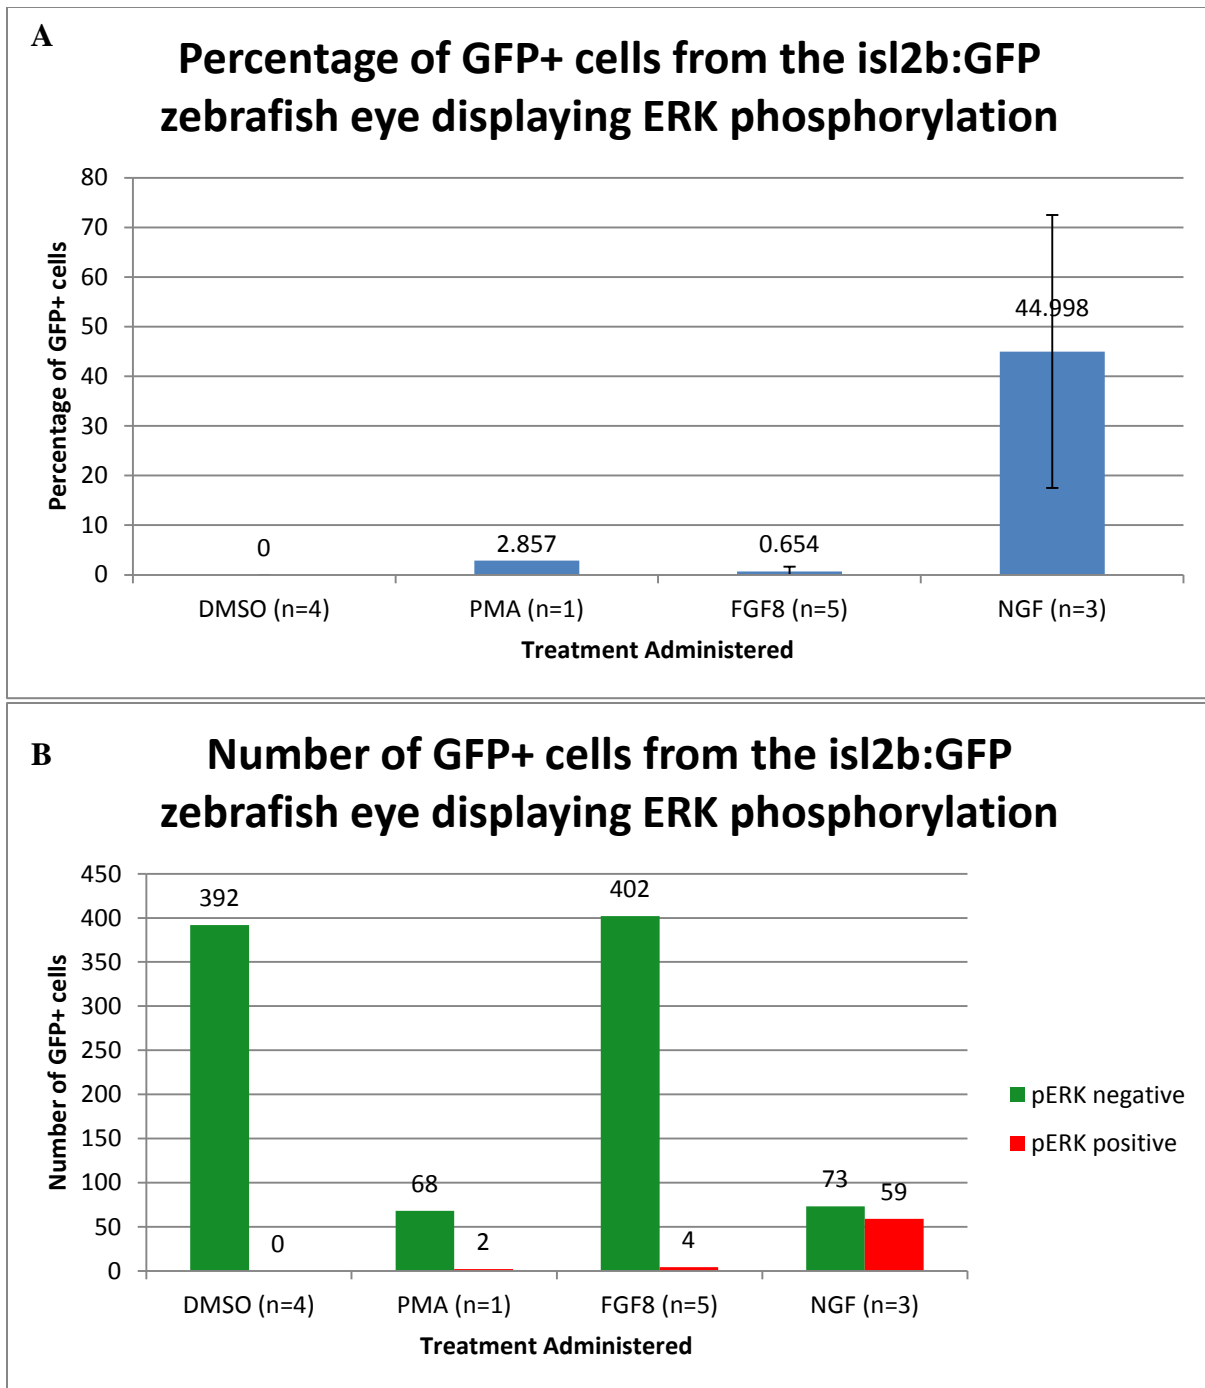 A
Percentage of GFP+ cells from the isl2b:GFP
zebrafish eye displaying ERK phosphorylation
80
70
60
50
40
30
20
10
0
Percentage of GFP+ cells
0
2.857
0.654
44.998
DMSO (n=4)
PMA (n=1)
FGF8 (n=5)
NGF (n=3)
Treatment Administered
B
Number of GFP+ cells from the isl2b:GFP
zebrafish eye displaying ERK phosphorylation
450
400
350
300
250
200
150
100
50
0
Number of GFP+ cells
392
0
68
2
402
4
73
59
pERK negative
pERK positive
DMSO (n=4)
PMA (n=1)
FGF8 (n=5)
NGF (n=3)
Treatment Administered